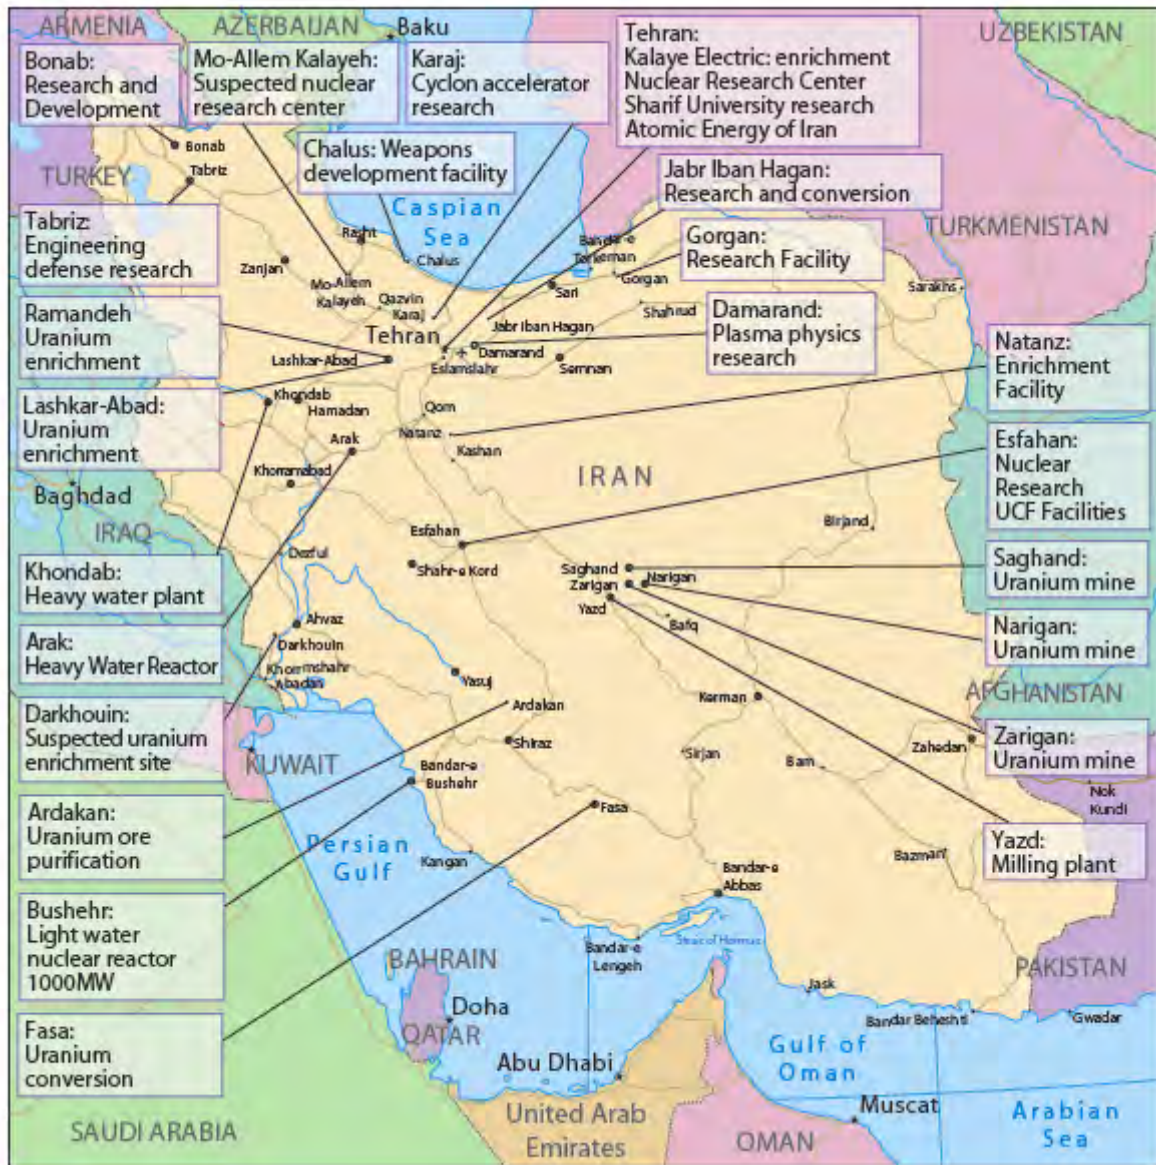 ARMENIA
AZERBAIJAN
Baku
UZBEKISTAN
Bonab:
Research and
Development
Mo-Allem Kalayeh:
Suspected nuclear
research center
Karaj:
Cyclon accelerator
research
Tehran:
Kalaye Electric: enrichment
Nuclear Research Center
Sharif University research
Atomic Energy of Iran
Chalus: Weapons
development facility
Jabr Iban Hagan:
Research and conversion
TURKEY
Bonab
Tabriz
Caspian
Sea
TURKMENISTAN
Tabriz:
Engineering
defense research
Gorgan:
Research Facility
Rasht
Chalus
Bandar-e
Torkeman
Gorgan
Zanjan
Mo-Allem
Kalayeh
Qazvin
Karaj
Sari
Shahrud
Sarakhs
Ramandeh
Uranium
enrichment
Tehran
Jabr Iban Hagan
Damarand
Eslamslahr
Semnan
Lashkar-Abad
Damarand:
Plasma physics
research
Natanz:
Enrichment
Facility
Lashkar-Abad:
Uranium
enrichment
Khondab
Hamadan
Qom
Natanz
Kashan
Arak
Khorramabad
IRAN
Esfahan:
Nuclear
Research
UCF Facilities
Baghdad
IRAQ
Esfahan
Birjand
Dezful
Shahr-e Kord
Saghand
Zarigan
Narigan
Yazd
Bafq
Saghand:
Uranium mine
Khondab:
Heavy water plant
Ahvaz
Darkhouin
Khorramshahr
Abadan
Yasuj
Narigan:
Uranium mine
Arak:
Heavy Water Reactor
AFGHANISTAN
Ardakan
Kerman
Darkhouin:
Suspected uranium
enrichment site
KUWAIT
Shiraz
Sirjan
Bam
Zahedan
Zarigan:
Uranium mine
Bandar-e
Bushehr
Nok
Kundi
Ardakan:
Uranium ore
purification
Fasa
Persian
Gulf
Kangan
Bazman
Yazd:
Milling plant
Bandar-e
Abbas
Bushehr:
Light water
nuclear reactor
1000MW
Bandar-e
Lengeh
Strait of Hormuz
BAHRAIN
PAKISTAN
Jask
Doha
QATAR
Bandar Beheshti
Gwadar
Fasa:
Uranium
conversion
Abu Dhabi
Gulf of
Oman
United Arab
Emirates
Muscat
Arabian
Sea
SAUDI ARABIA
OMAN